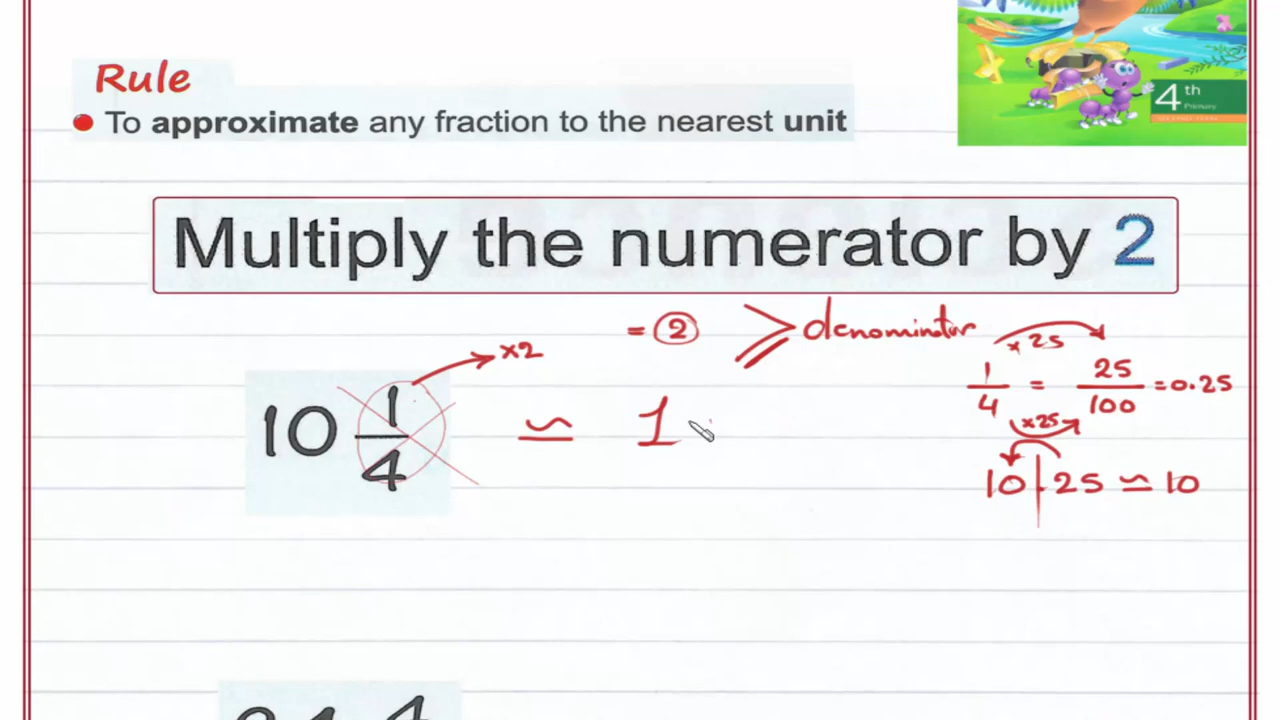 4th
Primary
Rule
• To approximate any fraction to the nearest unit
Multiply the numerator by 2
= 2 ⩾ denominator
×2
×25
1/4 = 25/100 = 0.25
×25
10 1/4 ≃ 1
10.25 ≃ 10